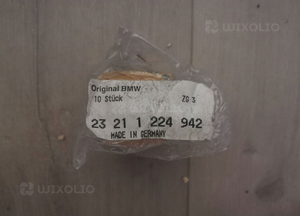 WIXOLIO
Original BMW
10 Stück ZG 3
23 21 1 224 942
MADE IN GERMANY
WIXOLIO